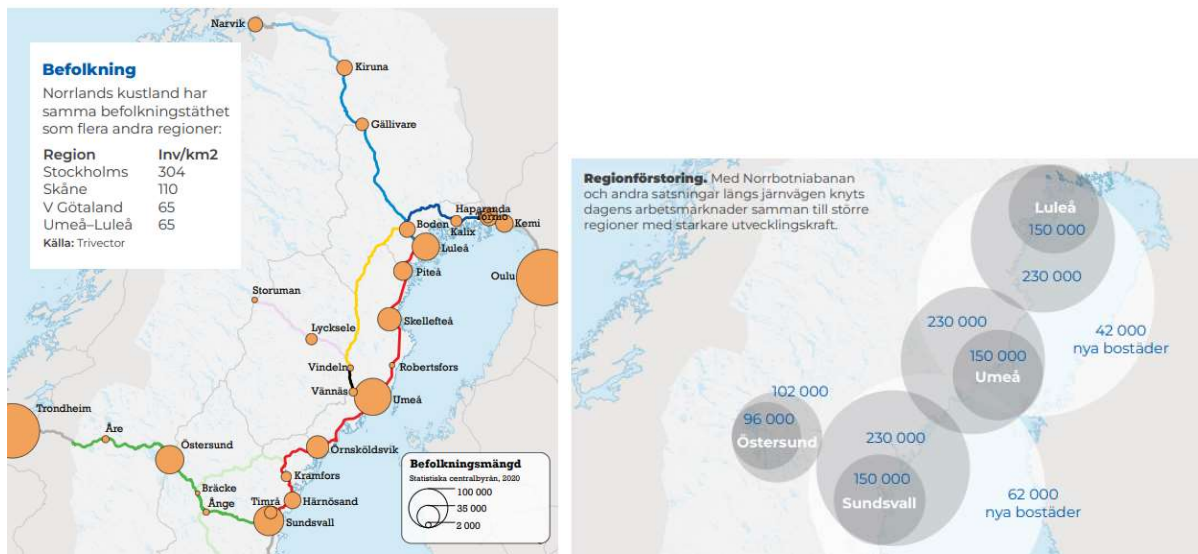 Befolkning
Norrlands kustland har
samma befolkningstäthet
som flera andra regioner:
Region Inv/km2
Stockholms 304
Skåne 110
V Götaland 65
Umeå–Luleå 65
Källa: Trivector
Narvik
Kiruna
Gällivare
Haparanda
Tornio
Boden
Kalix
Kemi
Luleå
Piteå
Oulu
Storuman
Skellefteå
Lycksele
Vindeln
Robertsfors
Vännäs
Umeå
Trondheim
Åre
Östersund
Örnsköldsvik
Kramfors
Bräcke
Ånge
Timrå
Härnösand
Sundsvall
Befolkningsmängd
Statistiska centralbyrån, 2020
100 000
35 000
2 000
Regionförstoring. Med Norrbotniabanan
och andra satsningar längs järnvägen knyts
dagens arbetsmarknader samman till större
regioner med starkare utvecklingskraft.
Luleå
150 000
230 000
230 000
42 000
nya bostäder
150 000
Umeå
102 000
96 000
Östersund
230 000
150 000
Sundsvall
62 000
nya bostäder